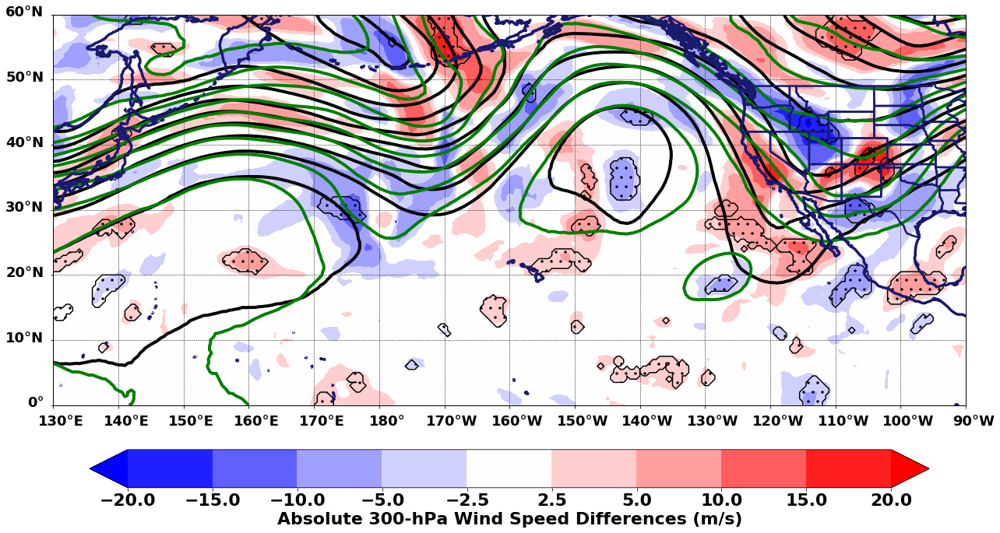 60°N
50°N
40°N
30°N
20°N
10°N
0°
130°E 140°E 150°E 160°E 170°E 180° 170°W 160°W 150°W 140°W 130°W 120°W 110°W 100°W 90°W
−20.0 −15.0 −10.0 −5.0 −2.5 2.5 5.0 10.0 15.0 20.0
Absolute 300-hPa Wind Speed Differences (m/s)